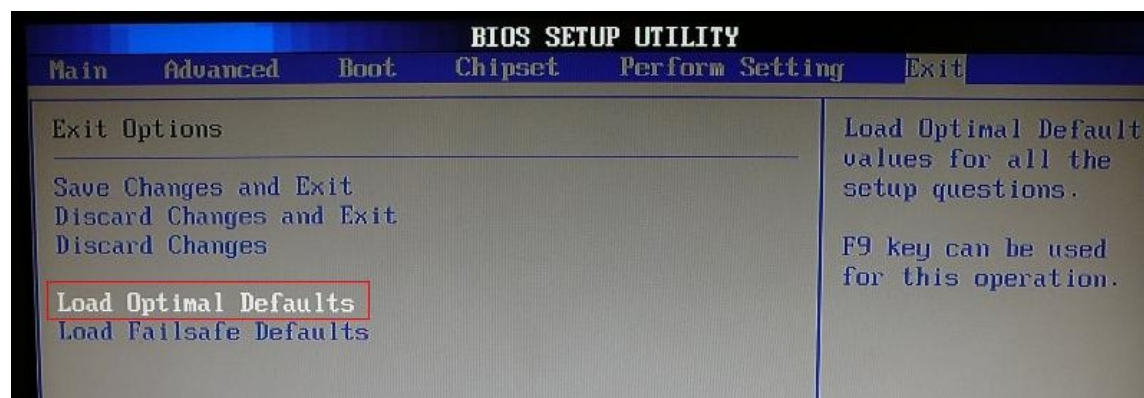 BIOS SETUP UTILITY
Main Advanced Boot Chipset Perform Setting Exit
Exit Options
Save Changes and Exit
Discard Changes and Exit
Discard Changes
Load Optimal Defaults
Load Failsafe Defaults
Load Optimal Default
values for all the
setup questions.
F9 key can be used
for this operation.